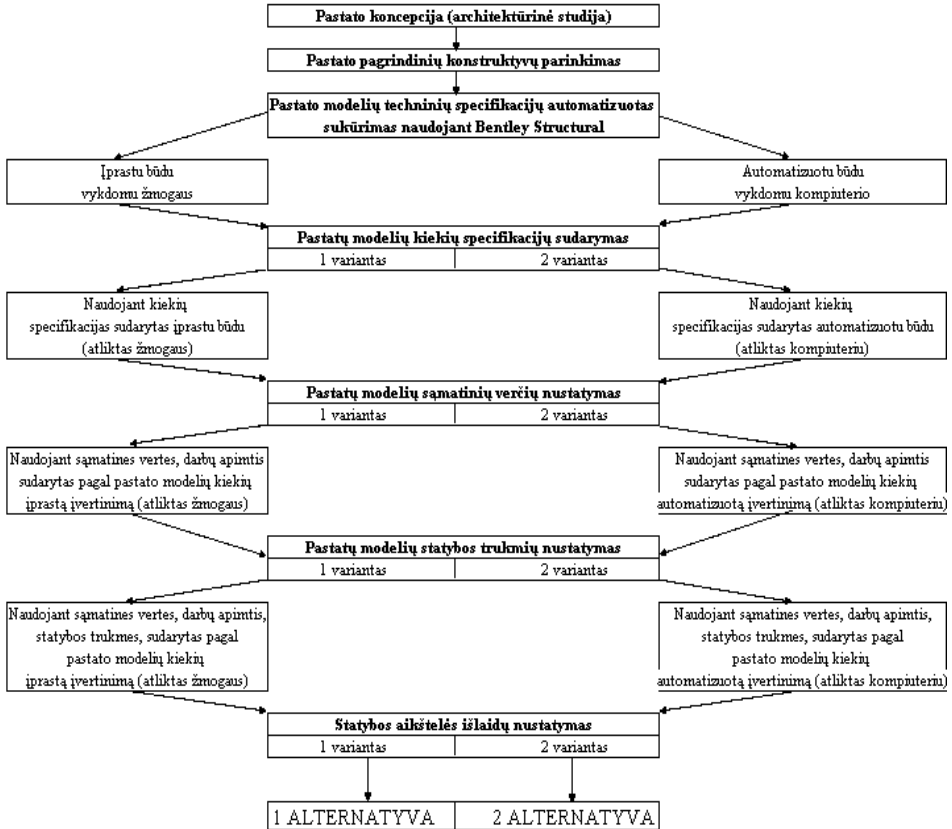 Pastato koncepcija (architektūrinė studija)
Pastato pagrindinių konstruktyvų parinkimas
Pastato modelių techninių specifikacijų automatizuotas
sukūrimas naudojant Bentley Structural
Įprastu būdu
vykdomu žmogaus
Automatizuotu būdu
vykdomu kompiuterio
Pastatų modelių kiekių specifikacijų sudarymas
1 variantas
2 variantas
Naudojant kiekių
specifikacijas sudarytas įprastu būdu
(atliktas žmogaus)
Naudojant kiekių
specifikacijas sudarytas automatizuotu būdu
(atliktas kompiuteriu)
Pastatų modelių sąmatinių verčių nustatymas
1 variantas
2 variantas
Naudojant sąmatines vertes, darbų apimtis
sudarytas pagal pastato modelių kiekių
įprastą įvertinimą (atliktas žmogaus)
Naudojant sąmatines vertes, darbų apimtis
sudarytas pagal pastato modelių kiekių
automatizuotą įvertinimą (atliktas kompiuteriu)
Pastatų modelių statybos trukmių nustatymas
1 variantas
2 variantas
Naudojant sąmatines vertes, darbų apimtis,
statybos trukmes, sudarytas pagal
pastato modelių kiekių
įprastą įvertinimą (atliktas žmogaus)
Naudojant sąmatines vertes, darbų apimtis,
statybos trukmes, sudarytas pagal
pastato modelių kiekių
automatizuotą įvertinimą (atliktas kompiuteriu)
Statybos aikštelės išlaidų nustatymas
1 variantas
2 variantas
1 ALTERNATYVA
2 ALTERNATYVA